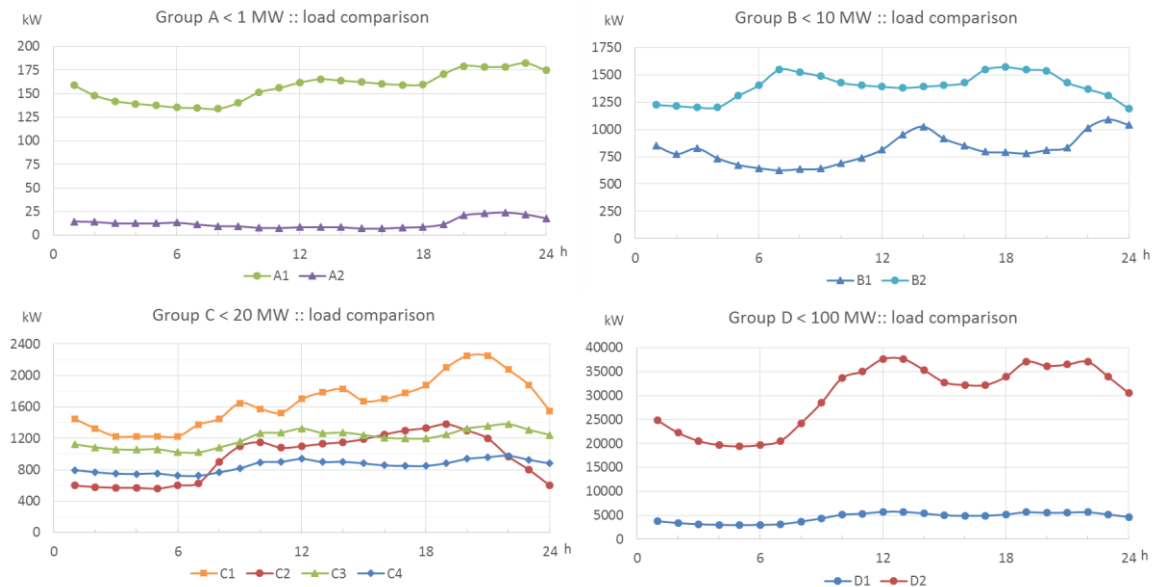 Group A < 1 MW :: load comparison
kW
200
175
150
125
100
75
50
25
0
0 6 12 18 24 h
A1 A2
Group B < 10 MW :: load comparison
kW
1750
1500
1250
1000
750
500
250
0
0 6 12 18 24 h
B1 B2
Group C < 20 MW :: load comparison
kW
2400
2000
1600
1200
800
400
0
0 6 12 18 24 h
C1 C2 C3 C4
Group D < 100 MW:: load comparison
kW
40000
35000
30000
25000
20000
15000
10000
5000
0
0 6 12 18 24 h
D1 D2